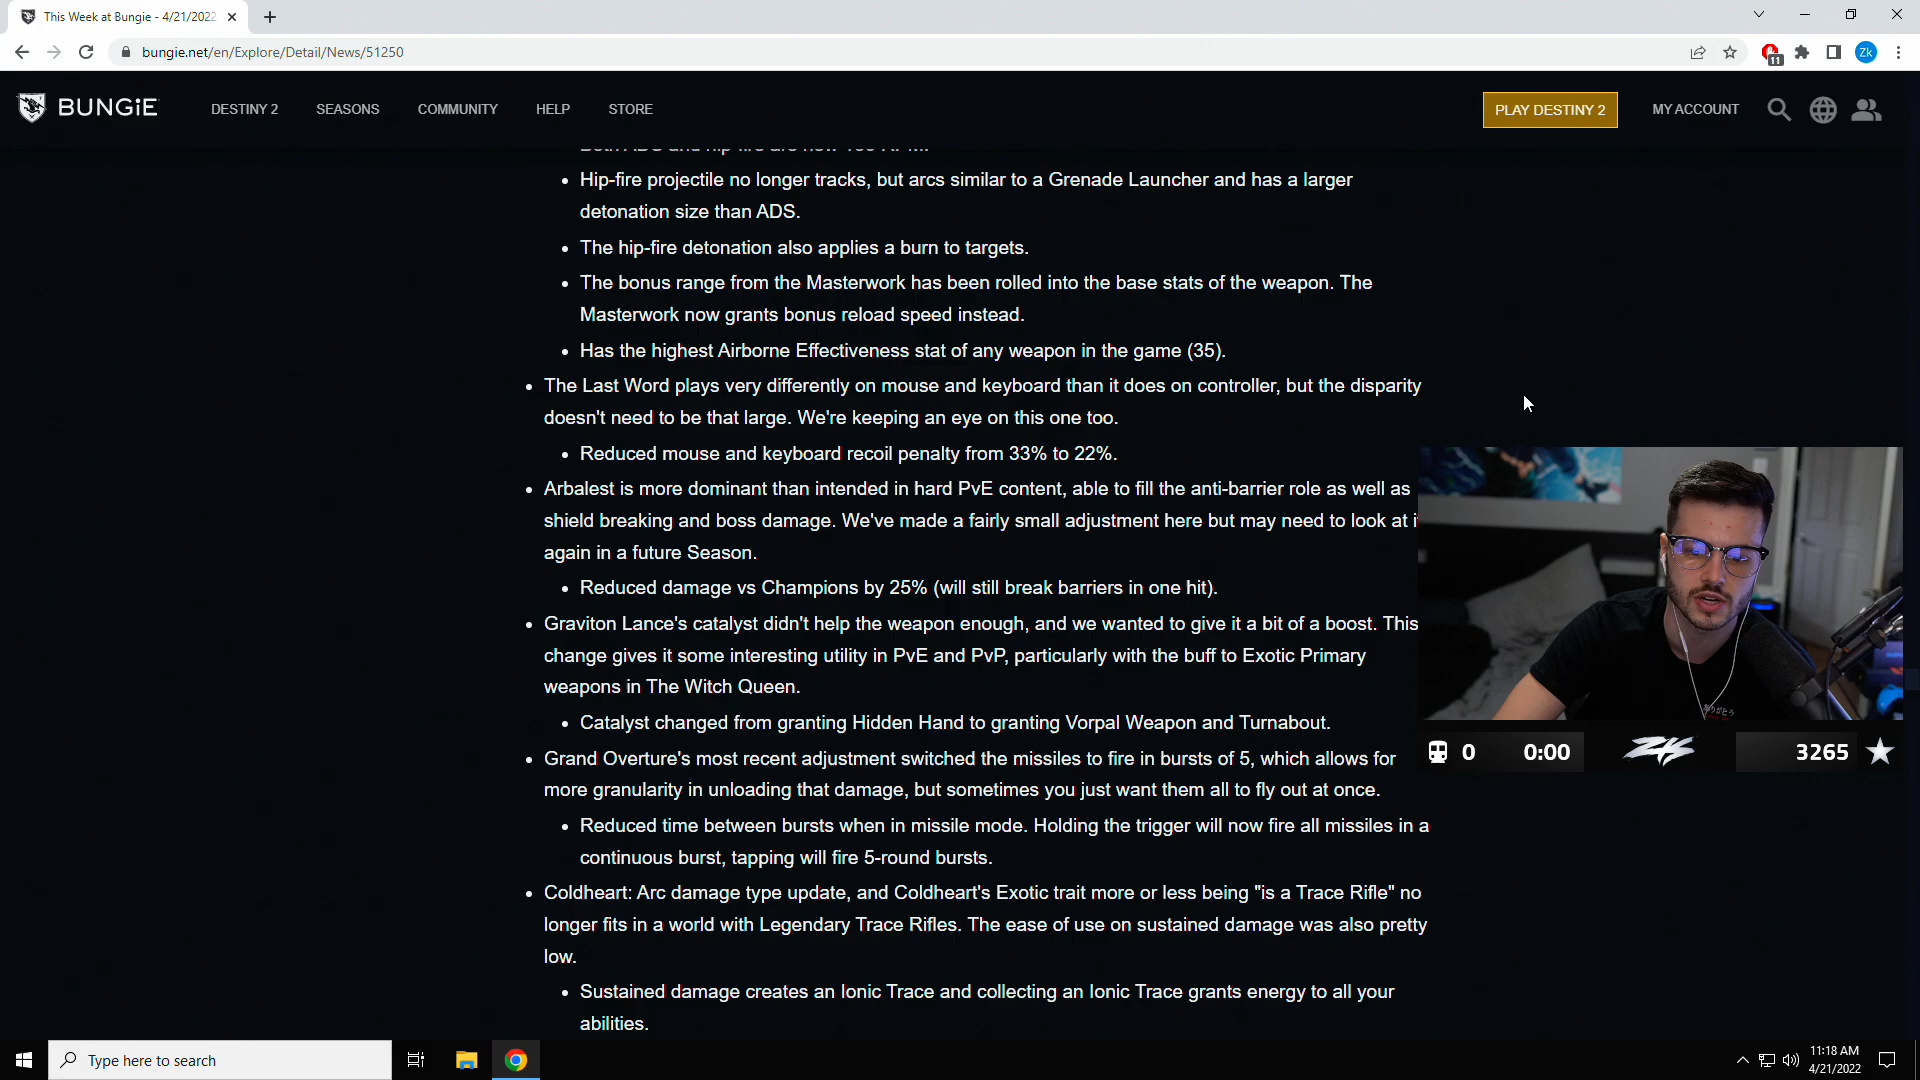 This Week at Bungie - 4/21/2022
bungie.net/en/Explore/Detail/News/51250
11
Zk
BUNGiE
DESTINY 2
SEASONS
COMMUNITY
HELP
STORE
PLAY DESTINY 2
MY ACCOUNT
• Hip-fire projectile no longer tracks, but arcs similar to a Grenade Launcher and has a larger
detonation size than ADS.
• The hip-fire detonation also applies a burn to targets.
• The bonus range from the Masterwork has been rolled into the base stats of the weapon. The
Masterwork now grants bonus reload speed instead.
• Has the highest Airborne Effectiveness stat of any weapon in the game (35).
• The Last Word plays very differently on mouse and keyboard than it does on controller, but the disparity
doesn't need to be that large. We're keeping an eye on this one too.
• Reduced mouse and keyboard recoil penalty from 33% to 22%.
• Arbalest is more dominant than intended in hard PvE content, able to fill the anti-barrier role as well as
shield breaking and boss damage. We've made a fairly small adjustment here but may need to look at
again in a future Season.
• Reduced damage vs Champions by 25% (will still break barriers in one hit).
• Graviton Lance's catalyst didn't help the weapon enough, and we wanted to give it a bit of a boost. This
change gives it some interesting utility in PvE and PvP, particularly with the buff to Exotic Primary
weapons in The Witch Queen.
• Catalyst changed from granting Hidden Hand to granting Vorpal Weapon and Turnabout.
• Grand Overture's most recent adjustment switched the missiles to fire in bursts of 5, which allows for
more granularity in unloading that damage, but sometimes you just want them all to fly out at once.
• Reduced time between bursts when in missile mode. Holding the trigger will now fire all missiles in a
continuous burst, tapping will fire 5-round bursts.
• Coldheart: Arc damage type update, and Coldheart's Exotic trait more or less being "is a Trace Rifle" no
longer fits in a world with Legendary Trace Rifles. The ease of use on sustained damage was also pretty
low.
• Sustained damage creates an Ionic Trace and collecting an Ionic Trace grants energy to all your
abilities.
0
0:00
3265
Type here to search
11:18 AM
4/21/2022